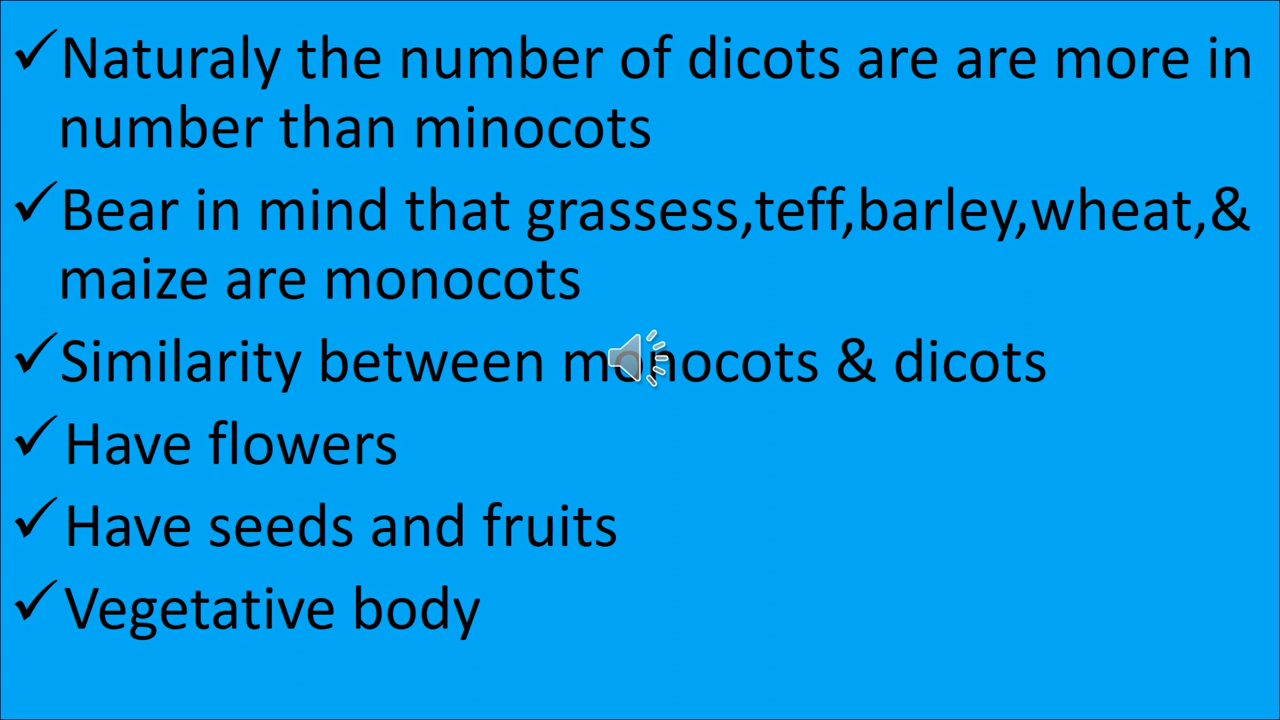 ✓Naturaly the number of dicots are are more in
number than minocots
✓Bear in mind that grassess,teff,barley,wheat,&
maize are monocots
✓Similarity between monocots & dicots
✓Have flowers
✓Have seeds and fruits
✓Vegetative body